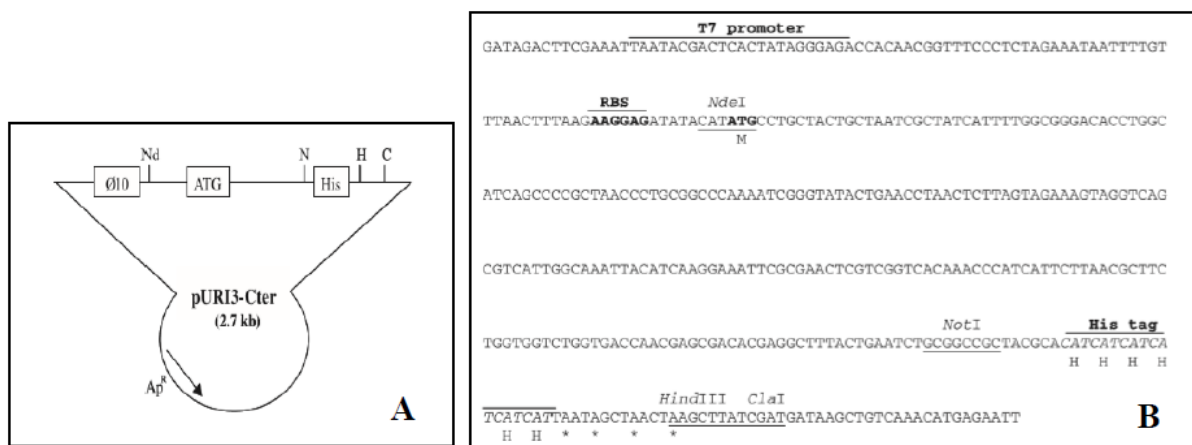 Nd N H C
Ø10 ATG His
pURI3-Cter
(2.7 kb)
Ap^R
A
T7 promoter
GATAGACTTCGAAATTAATACGACTCACTATAGGGAGACCACAACGGTTTCCCTCTAGAAATAATTTTGT
RBS NdeI
TTAACTTTAAGAAGGAGATATACATATGCCTGCTACTGCTAATCGCTATCATTTTGGCGGGACACCTGGC
M
ATCAGCCCCGCTAACCCTGCGGCCCAAAATCGGGTATACTGAACCTAACTCTTAGTAGAAAGTAGGTCAG
CGTCATTGGCAAATTACATCAAGGAAATTCGCGAACTCGTCGGTCACAAACCCATCATTCTTAACGCTTC
NotI His tag
TGGTGGTCTGGTGACCAACGAGCGACACGAGGCTTTACTGAATCTGCGGCCGCTACGCACATCATCATCA
H H H H
HindIII ClaI
TCATCATTAATAGCTAACTAAGCTTATCGATGATAAGCTGTCAAACATGAGAATT
H H * * * *
B